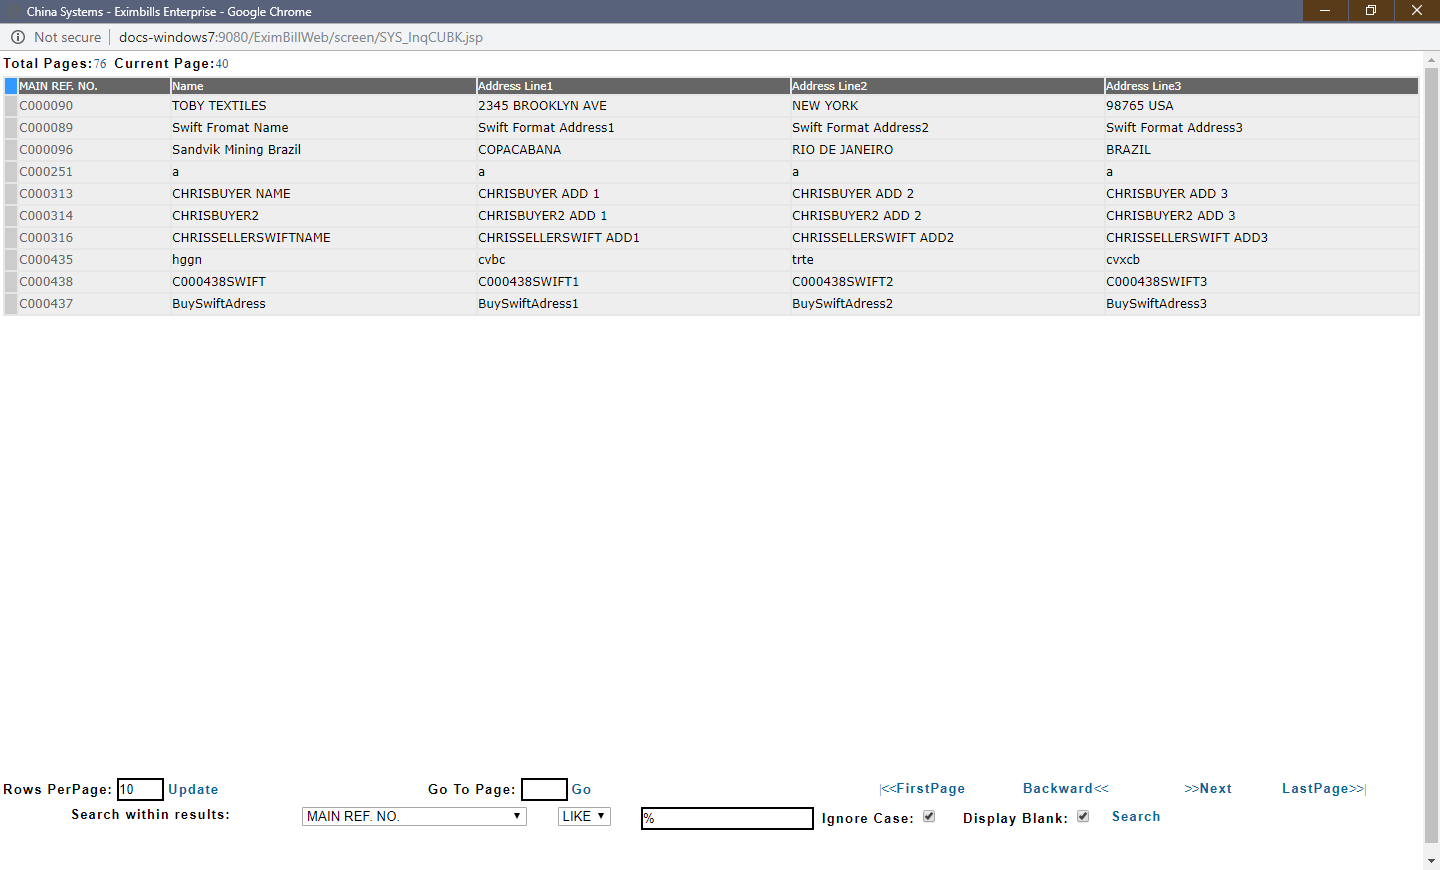 China Systems - Eximbills Enterprise - Google Chrome
Not secure | docs-windows7:9080/EximBillWeb/screen/SYS_InqCUBK.jsp
Total Pages:76 Current Page:40
MAIN REF. NO. Name Address Line1 Address Line2 Address Line3
C000090 TOBY TEXTILES 2345 BROOKLYN AVE NEW YORK 98765 USA
C000089 Swift Fromat Name Swift Format Address1 Swift Format Address2 Swift Format Address3
C000096 Sandvik Mining Brazil COPACABANA RIO DE JANEIRO BRAZIL
C000251 a a a a
C000313 CHRISBUYER NAME CHRISBUYER ADD 1 CHRISBUYER ADD 2 CHRISBUYER ADD 3
C000314 CHRISBUYER2 CHRISBUYER2 ADD 1 CHRISBUYER2 ADD 2 CHRISBUYER2 ADD 3
C000316 CHRISSELLERSWIFTNAME CHRISSELLERSWIFT ADD1 CHRISSELLERSWIFT ADD2 CHRISSELLERSWIFT ADD3
C000435 hggn cvbc trte cvxcb
C000438 C000438SWIFT C000438SWIFT1 C000438SWIFT2 C000438SWIFT3
C000437 BuySwiftAdress BuySwiftAdress1 BuySwiftAdress2 BuySwiftAdress3
Rows PerPage: 10 Update Go To Page: Go |<<FirstPage Backward<< >>Next LastPage>>|
Search within results: MAIN REF. NO. LIKE % Ignore Case: Display Blank: Search